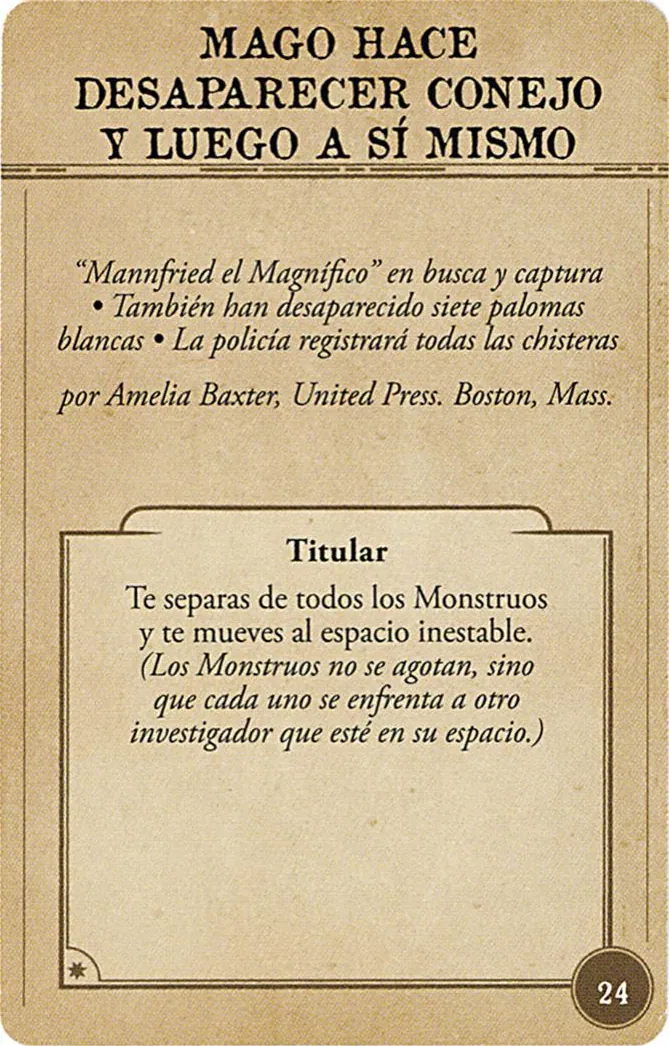 MAGO HACE
DESAPARECER CONEJO
Y LUEGO A SÍ MISMO
“Mannfried el Magnífico” en busca y captura
• También han desaparecido siete palomas
blancas • La policía registrará todas las chisteras
por Amelia Baxter, United Press. Boston, Mass.
Titular
Te separas de todos los Monstruos
y te mueves al espacio inestable.
(Los Monstruos no se agotan, sino
que cada uno se enfrenta a otro
investigador que esté en su espacio.)
24